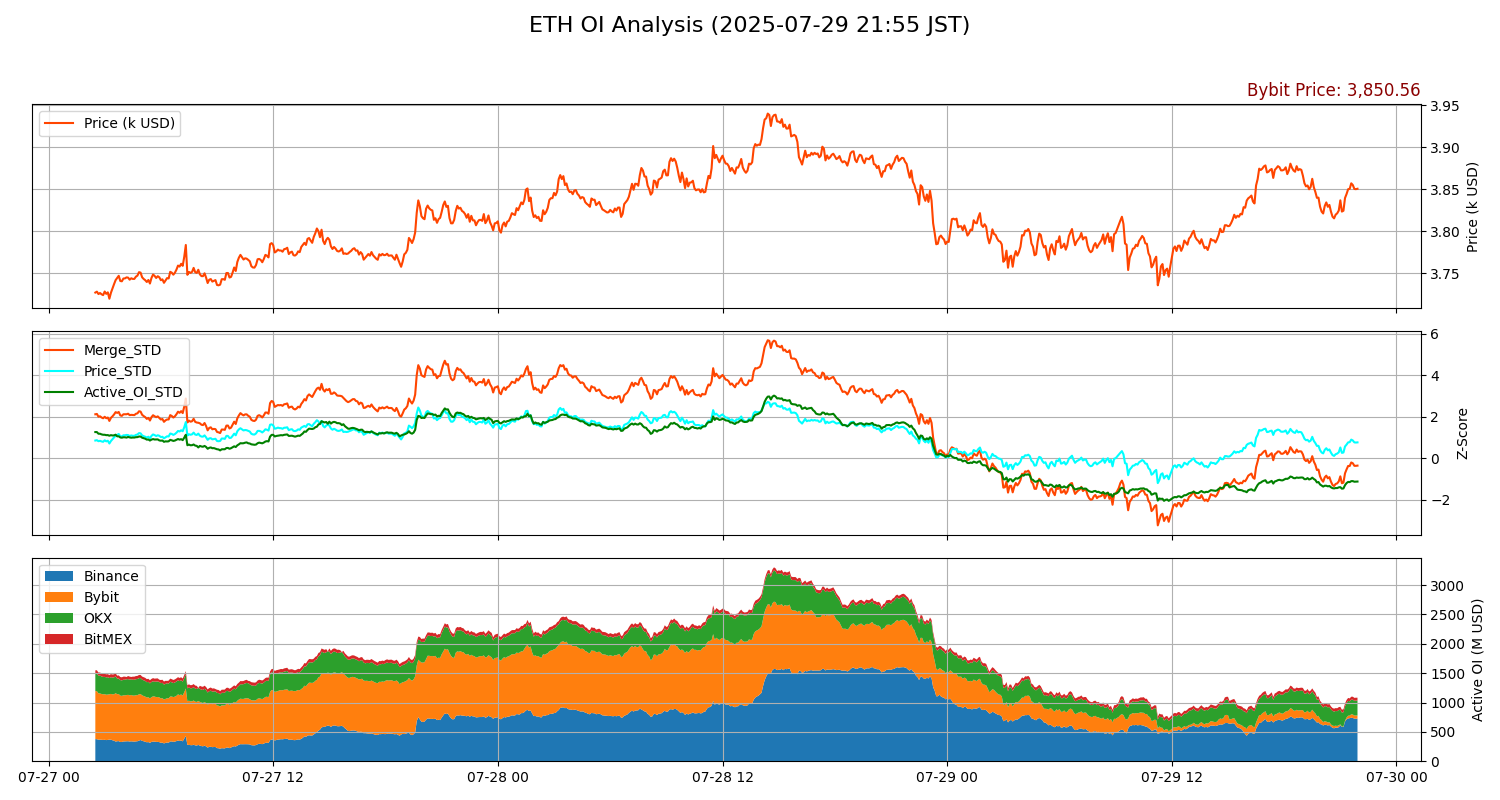 ETH OI Analysis (2025-07-29 21:55 JST)
Bybit Price: 3,850.56
Price (k USD)
3.95
3.90
3.85
3.80
3.75
Price (k USD)
Merge_STD
Price_STD
Active_OI_STD
6
4
2
0
−2
Z-Score
Binance
Bybit
OKX
BitMEX
3000
2500
2000
1500
1000
500
0
Active OI (M USD)
07-27 00
07-27 12
07-28 00
07-28 12
07-29 00
07-29 12
07-30 00